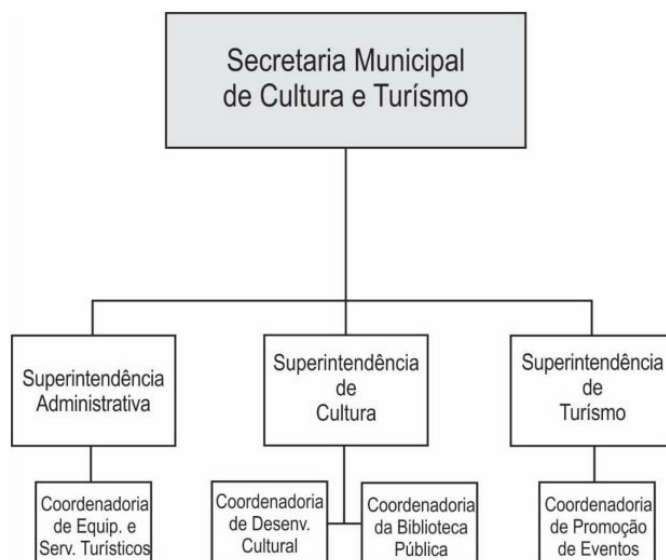 Secretaria Municipal
de Cultura e Turísmo
Superintendência
Administrativa
Superintendência
de
Cultura
Superintendência
de
Turísmo
Coordenadoria
de Equip. e
Serv. Turísticos
Coordenadoria
de Desenv.
Cultural
Coordenadoria
da Biblioteca
Pública
Coordenadoria
de Promoção
de Eventos